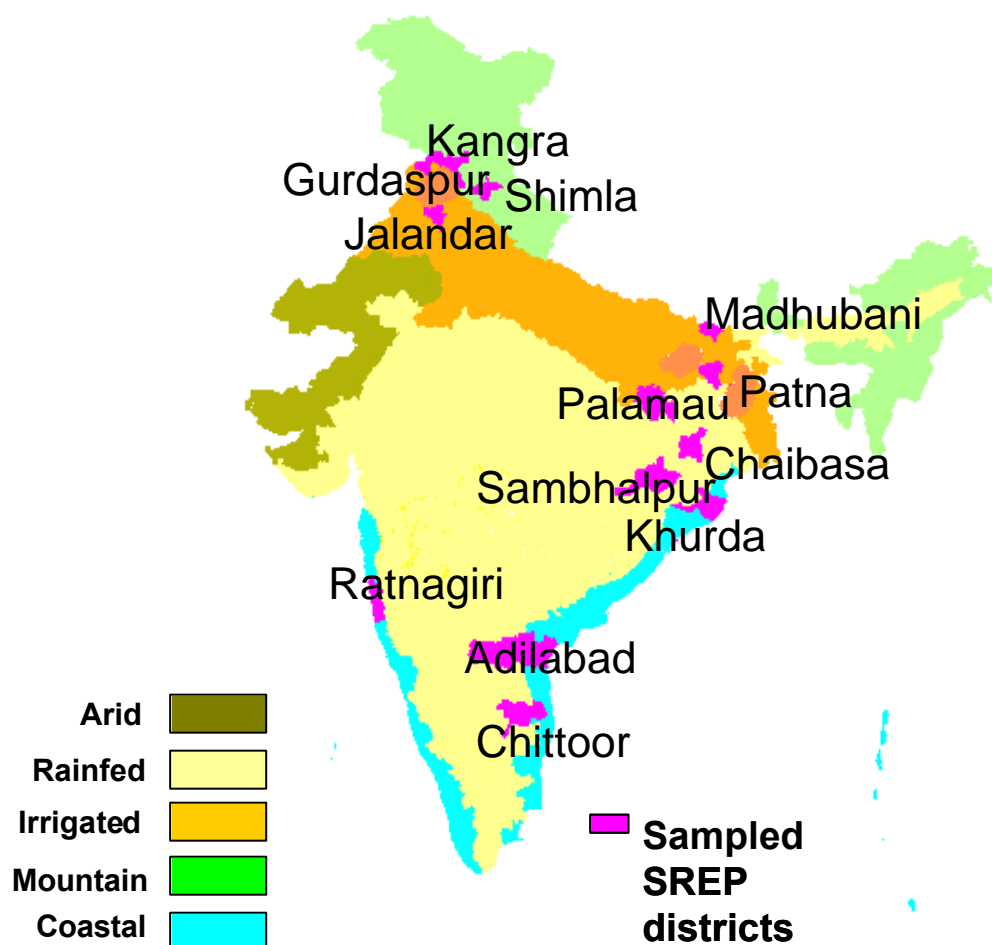 Kangra
Gurdaspur
Shimla
Jalandar
Madhubani
Patna
Palamau
Chaibasa
Sambhalpur
Khurda
Ratnagiri
Adilabad
Chittoor
Arid
Rainfed
Irrigated
Mountain
Coastal
Sampled
SREP
districts